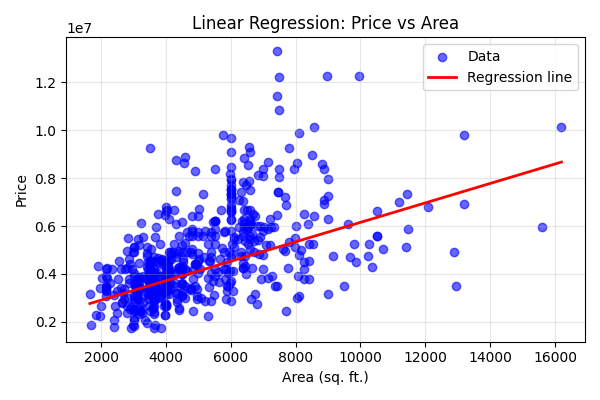 Linear Regression: Price vs Area
1e7
Data
Regression line
1.2
1.0
0.8
0.6
0.4
0.2
Price
2000 4000 6000 8000 10000 12000 14000 16000
Area (sq. ft.)